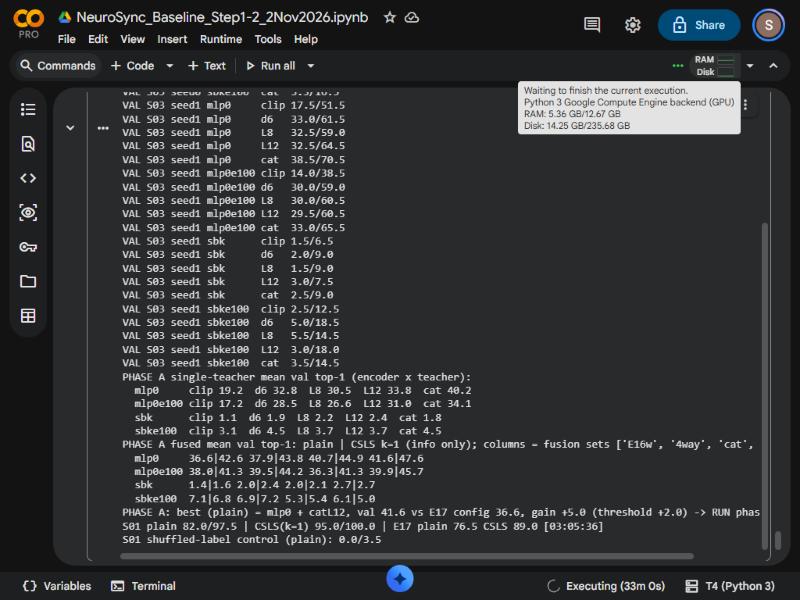 CO
PRO
NeuroSync_Baseline_Step1-2_2Nov2026.ipynb
File Edit View Insert Runtime Tools Help
Share
S
Commands + Code + Text Run all
RAM
Disk
Waiting to finish the current execution.
Python 3 Google Compute Engine backend (GPU)
RAM: 5.36 GB/12.67 GB
Disk: 14.25 GB/235.68 GB
VAL S03 seed1 mlp0 clip 17.5/51.5
VAL S03 seed1 mlp0 d6 33.0/61.5
VAL S03 seed1 mlp0 L8 32.5/59.0
VAL S03 seed1 mlp0 L12 32.5/64.5
VAL S03 seed1 mlp0 cat 38.5/70.5
VAL S03 seed1 mlp0e100 clip 14.0/38.5
VAL S03 seed1 mlp0e100 d6 30.0/59.0
VAL S03 seed1 mlp0e100 L8 30.0/60.5
VAL S03 seed1 mlp0e100 L12 29.5/60.5
VAL S03 seed1 mlp0e100 cat 33.0/65.5
VAL S03 seed1 sbk clip 1.5/6.5
VAL S03 seed1 sbk d6 2.0/9.0
VAL S03 seed1 sbk L8 1.5/9.0
VAL S03 seed1 sbk L12 3.0/7.5
VAL S03 seed1 sbk cat 2.5/9.0
VAL S03 seed1 sbke100 clip 2.5/12.5
VAL S03 seed1 sbke100 d6 5.0/18.5
VAL S03 seed1 sbke100 L8 5.5/14.5
VAL S03 seed1 sbke100 L12 3.0/18.0
VAL S03 seed1 sbke100 cat 3.5/14.5
PHASE A single-teacher mean val top-1 (encoder x teacher):
mlp0 clip 19.2 d6 32.8 L8 30.5 L12 33.8 cat 40.2
mlp0e100 clip 17.2 d6 28.5 L8 26.6 L12 31.0 cat 34.1
sbk clip 1.1 d6 1.9 L8 2.2 L12 2.4 cat 1.8
sbke100 clip 3.1 d6 4.5 L8 3.7 L12 3.7 cat 4.5
PHASE A fused mean val top-1: plain | CSLS k=1 (info only); columns = fusion sets ['E16w', '4way', 'cat',
mlp0 36.6|42.6 37.9|43.8 40.7|44.9 41.6|47.6
mlp0e100 38.0|41.3 39.5|44.2 36.3|41.3 39.9|45.7
sbk 1.4|1.6 2.0|2.4 2.0|2.1 2.7|2.7
sbke100 7.1|6.8 6.9|7.2 5.3|5.4 6.1|5.0
PHASE A: best (plain) = mlp0 + catL12, val 41.6 vs E17 config 36.6, gain +5.0 (threshold +2.0) -> RUN phas
S01 plain 82.0/97.5 | CSLS(k=1) 95.0/100.0 | E17 plain 76.5 CSLS 89.0 [03:05:36]
S01 shuffled-label control (plain): 0.0/3.5
Variables Terminal Executing (33m 0s) T4 (Python 3)